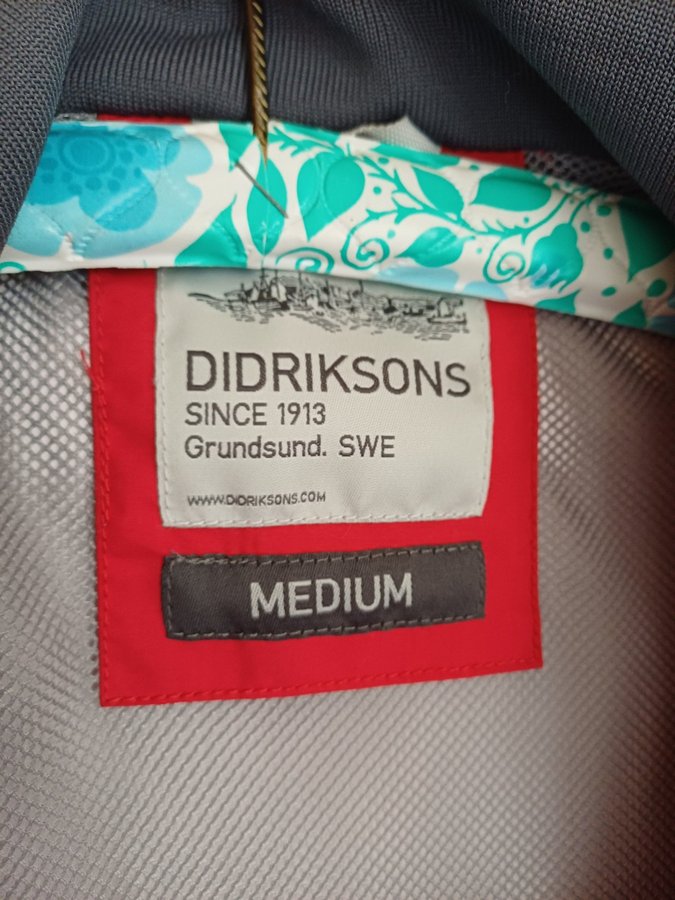 DIDRIKSONS
SINCE 1913
Grundsund. SWE
WWW.DIDRIKSONS.COM
MEDIUM